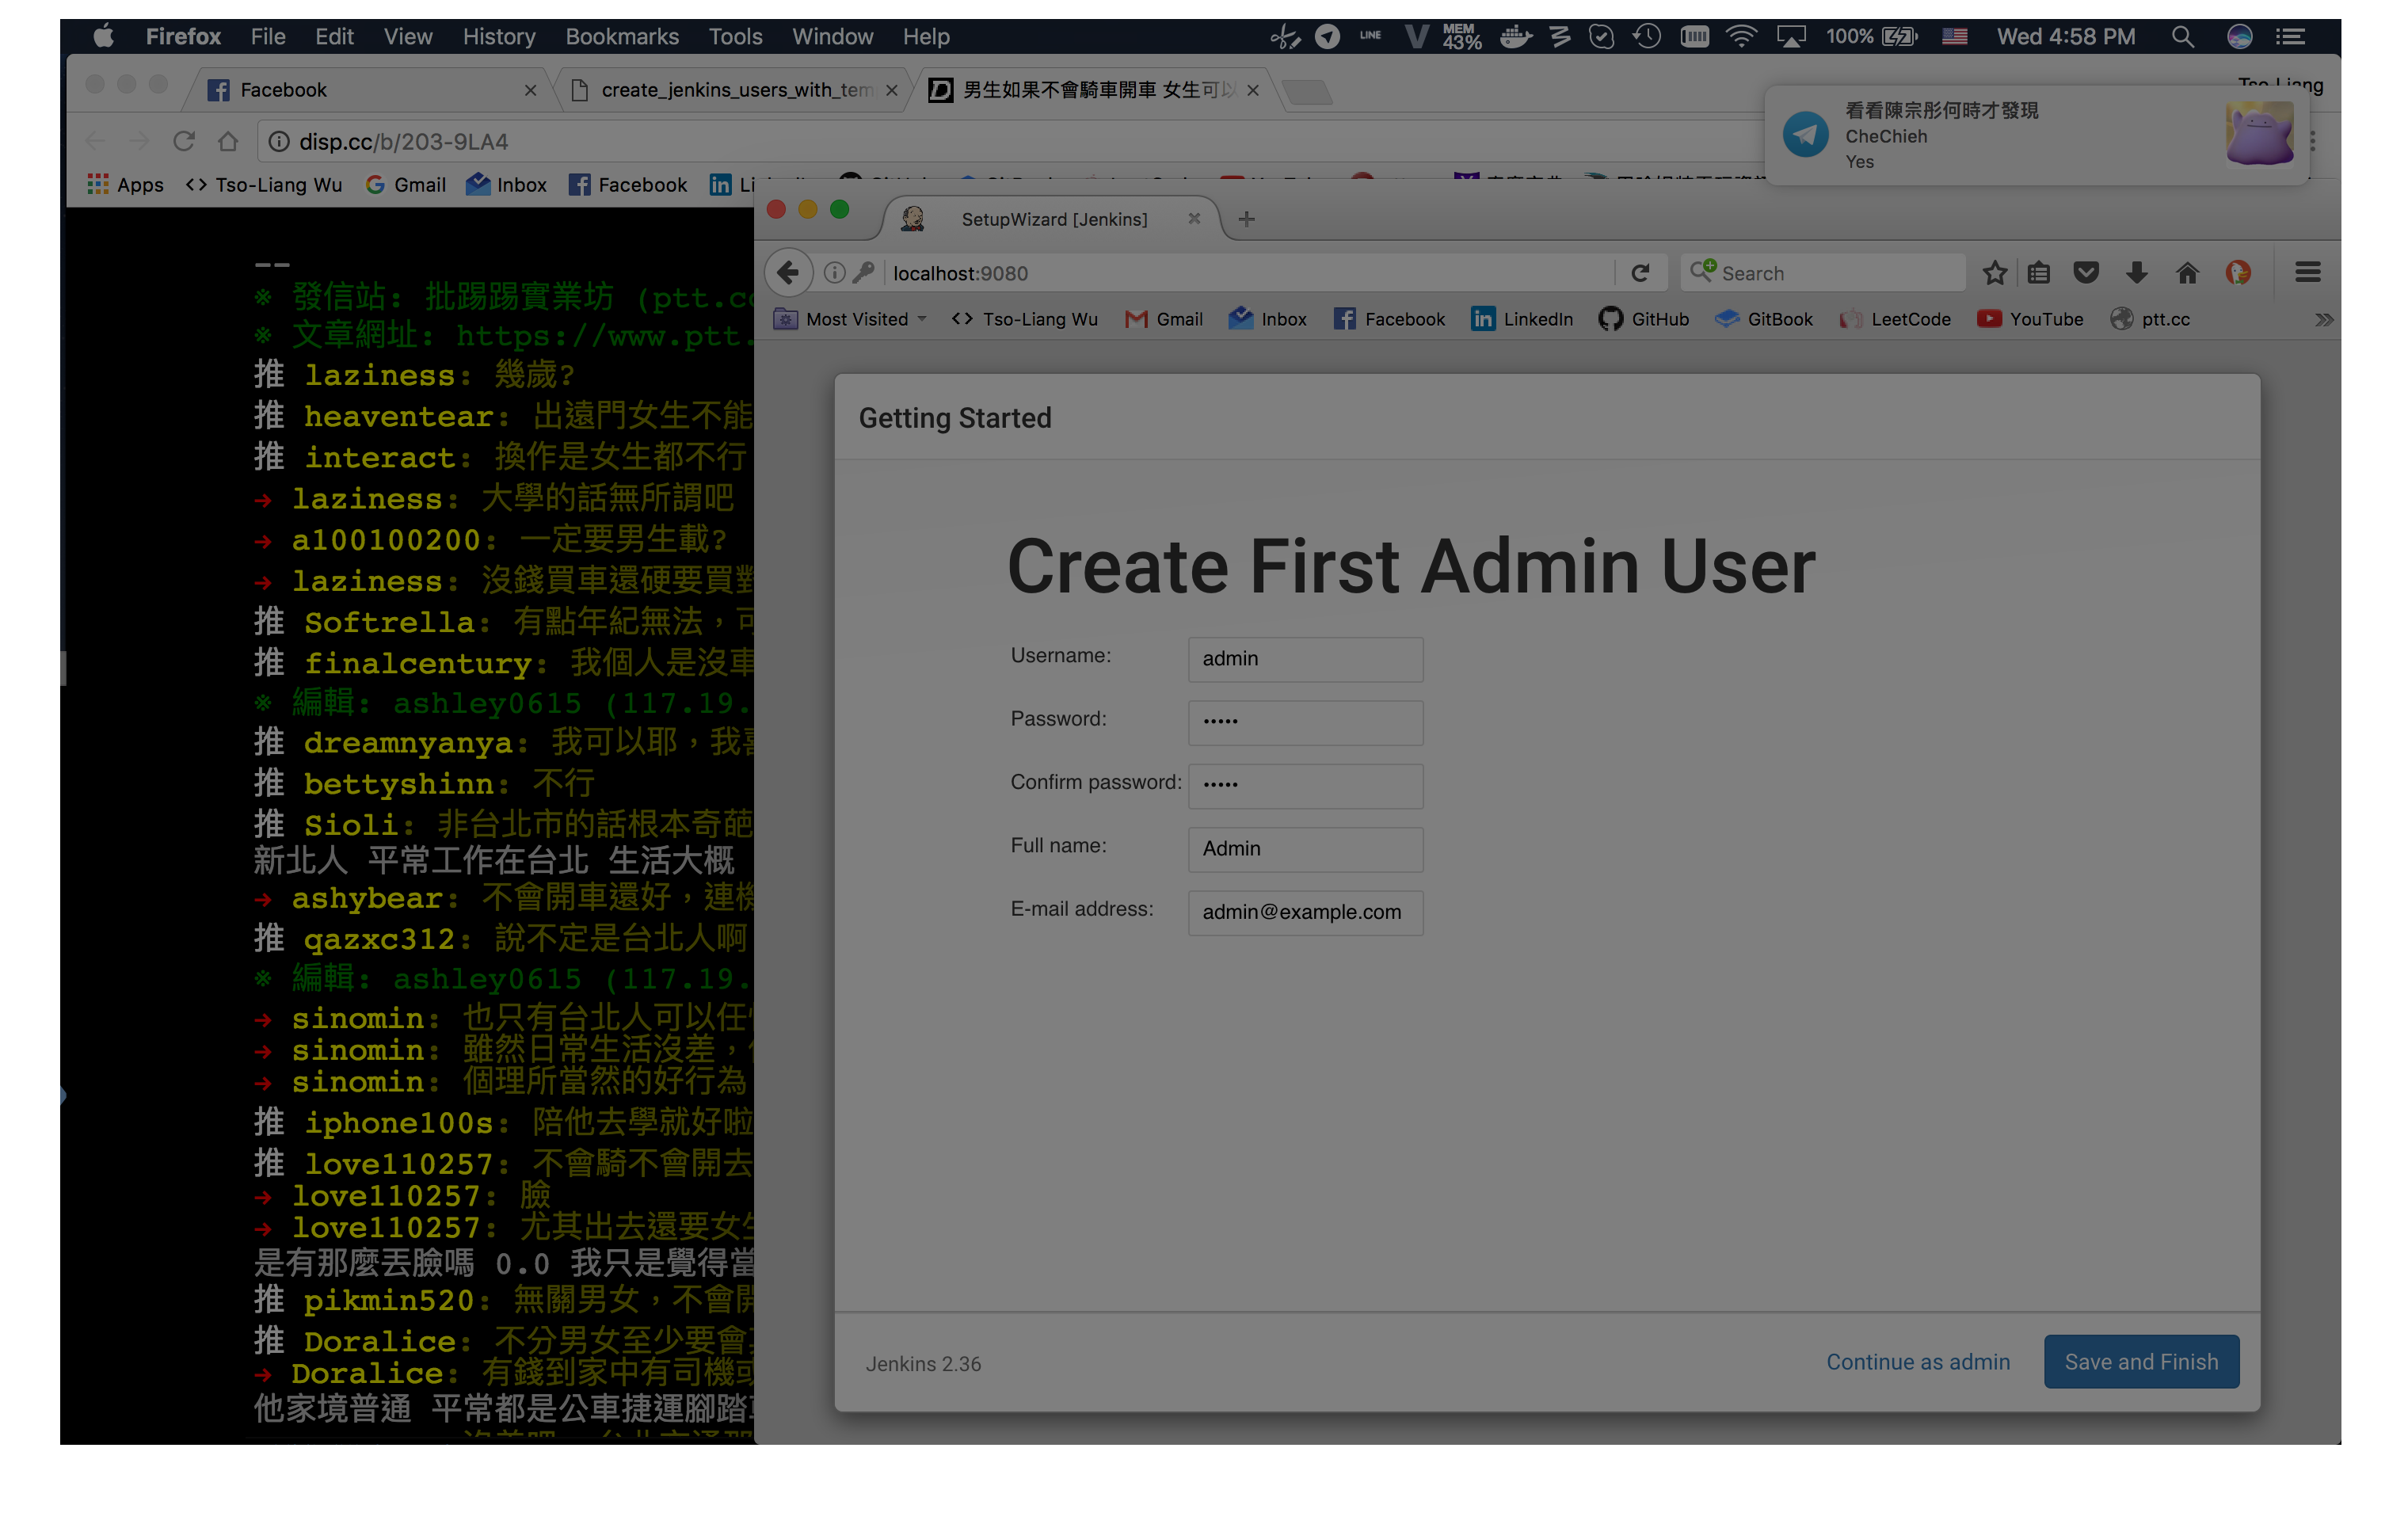 Firefox File Edit View History Bookmarks Tools Window Help LINE MEM 43% 100% Wed 4:58 PM
Facebook
create_jenkins_users_with_tem
男生如果不會騎車開車 女生可以
Tso-Liang
disp.cc/b/203-9LA4
看看陳宗彤何時才發現
CheChieh
Yes
Apps Tso-Liang Wu Gmail Inbox Facebook
SetupWizard [Jenkins]
localhost:9080
Search
Most Visited Tso-Liang Wu Gmail Inbox Facebook LinkedIn GitHub GitBook LeetCode YouTube ptt.cc
--
※ 發信站: 批踢踢實業坊 (ptt.cc
※ 文章網址: https://www.ptt.
推 laziness: 幾歲?
推 heaventear: 出遠門女生不能
推 interact: 換作是女生都不行
→ laziness: 大學的話無所謂吧
→ a100100200: 一定要男生載?
→ laziness: 沒錢買車還硬要買對
推 Softrella: 有點年紀無法，可
推 finalcentury: 我個人是沒車
※ 編輯: ashley0615 (117.19.
推 dreamnyanya: 我可以耶，我喜
推 bettyshinn: 不行
推 Sioli: 非台北市的話根本奇葩
新北人 平常工作在台北 生活大概
→ ashybear: 不會開車還好，連機
推 qazxc312: 說不定是台北人啊
※ 編輯: ashley0615 (117.19.
→ sinomin: 也只有台北人可以任
→ sinomin: 雖然日常生活沒差，
→ sinomin: 個理所當然的好行為
推 iphone100s: 陪他去學就好啦
推 love110257: 不會騎不會開去
→ love110257: 臉
→ love110257: 尤其出去還要女生
是有那麼丟臉嗎 0.0 我只是覺得當
推 pikmin520: 無關男女，不會開
推 Doralice: 不分男女至少要會
→ Doralice: 有錢到家中有司機或
他家境普通 平常都是公車捷運腳踏
Getting Started
Create First Admin User
Username: admin
Password: •••••
Confirm password: •••••
Full name: Admin
E-mail address: admin@example.com
Jenkins 2.36
Continue as admin
Save and Finish